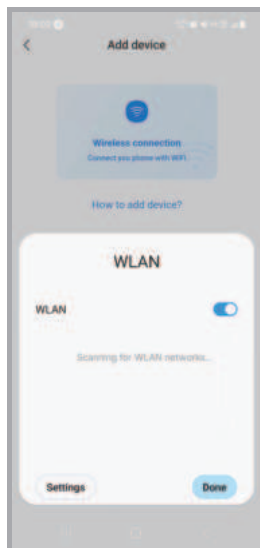 Add device
Wireless connection
Connect you phone with WIFI
How to add device?
WLAN
WLAN
Scanning for WLAN networks...
Settings
Done